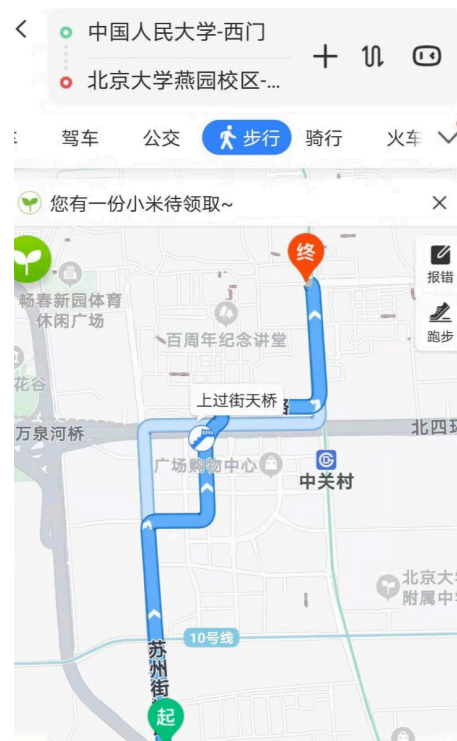 中国人民大学-西门
北京大学燕园校区-...
驾车
公交
步行
骑行
火车
您有一份小米待领取~
×
终
报错
跑步
畅春新园体育
休闲广场
百周年纪念讲堂
花谷
上过街天桥
路
万泉河桥
北四环
广场购物中心
中关村
北京大
附属中
10号线
苏州街
起